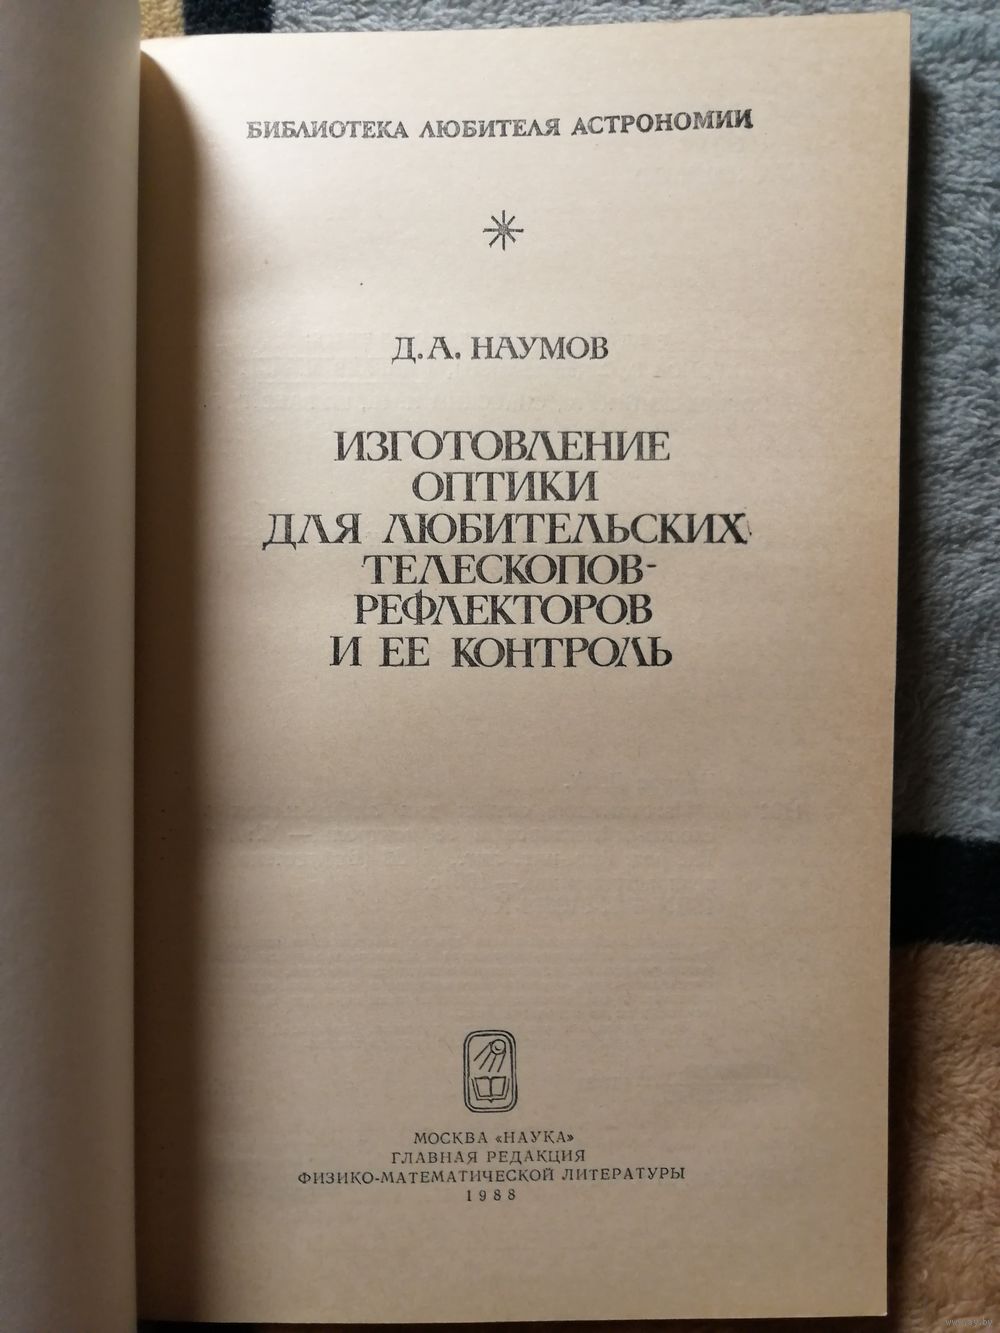 БИБЛИОТЕКА ЛЮБИТЕЛЯ АСТРОНОМИИ
Д. А. НАУМОВ
ИЗГОТОВЛЕНИЕ
ОПТИКИ
ДЛЯ ЛЮБИТЕЛЬСКИХ
ТЕЛЕСКОПОВ-
РЕФЛЕКТОРОВ
И ЕЕ КОНТРОЛЬ
МОСКВА «НАУКА»
ГЛАВНАЯ РЕДАКЦИЯ
ФИЗИКО-МАТЕМАТИЧЕСКОЙ ЛИТЕРАТУРЫ
1988